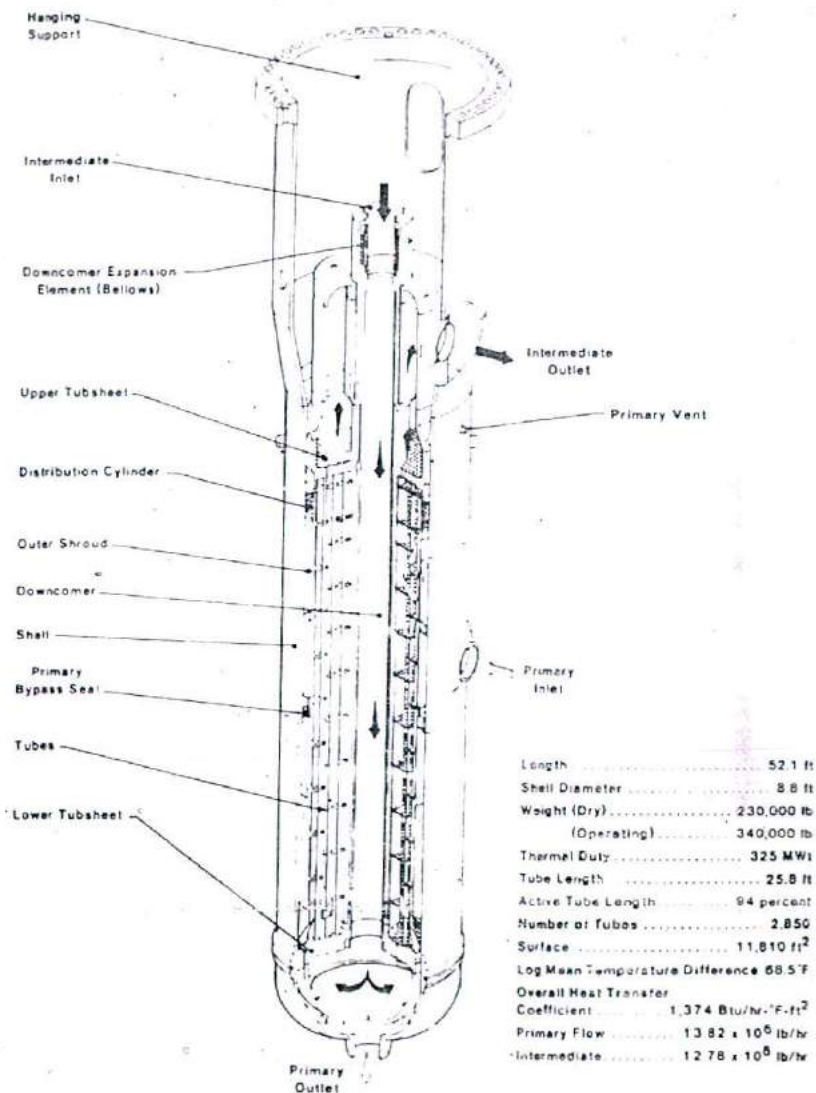 Hanging
Support
Intermediate
Inlet
Downcomer Expansion
Element (Bellows)
Intermediate
Outlet
Upper Tubsheet
Primary Vent
Distribution Cylinder
Outer Shroud
Downcomer
Shell
Primary
Bypass Seal
Primary
Inlet
Tubes
Lower Tubsheet
Primary
Outlet
Length .................... 52.1 ft
Shell Diameter .................... 8.8 ft
Weight (Dry) .................... 230,000 lb
(Operating) .................... 340,000 lb
Thermal Duty .................... 325 MWt
Tube Length .................... 25.8 ft
Active Tube Length .................... 94 percent
Number of Tubes .................... 2,850
Surface .................... 11,810 ft²
Log Mean Temperature Difference 68.5°F
Overall Heat Transfer
Coefficient .......... 1,374 Btu/hr-°F-ft²
Primary Flow .......... 13.82 x 10⁶ lb/hr
Intermediate .......... 12.78 x 10⁶ lb/hr